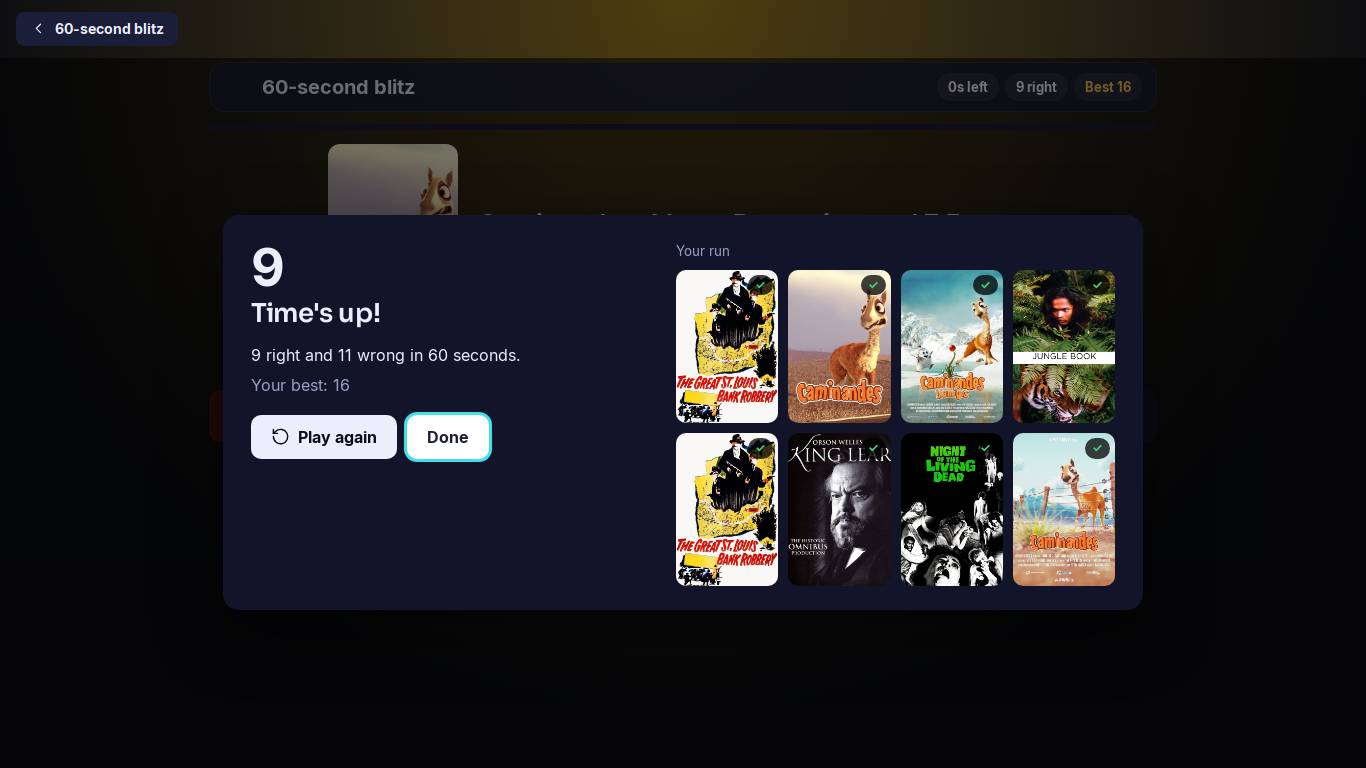 60-second blitz
60-second blitz
0s left
9 right
Best 16
9
Time's up!
9 right and 11 wrong in 60 seconds.
Your best: 16
Play again
Done
Your run
THE GREAT ST. LOUIS
BANK ROBBERY
Caminandes
Caminandes
JUNGLE BOOK
THE GREAT ST. LOUIS
BANK ROBBERY
ORSON WELLES
KING LEAR
THE HISTORIC
OMNIBUS
PRODUCTION
NIGHT
OF THE
LIVING
DEAD
Caminandes